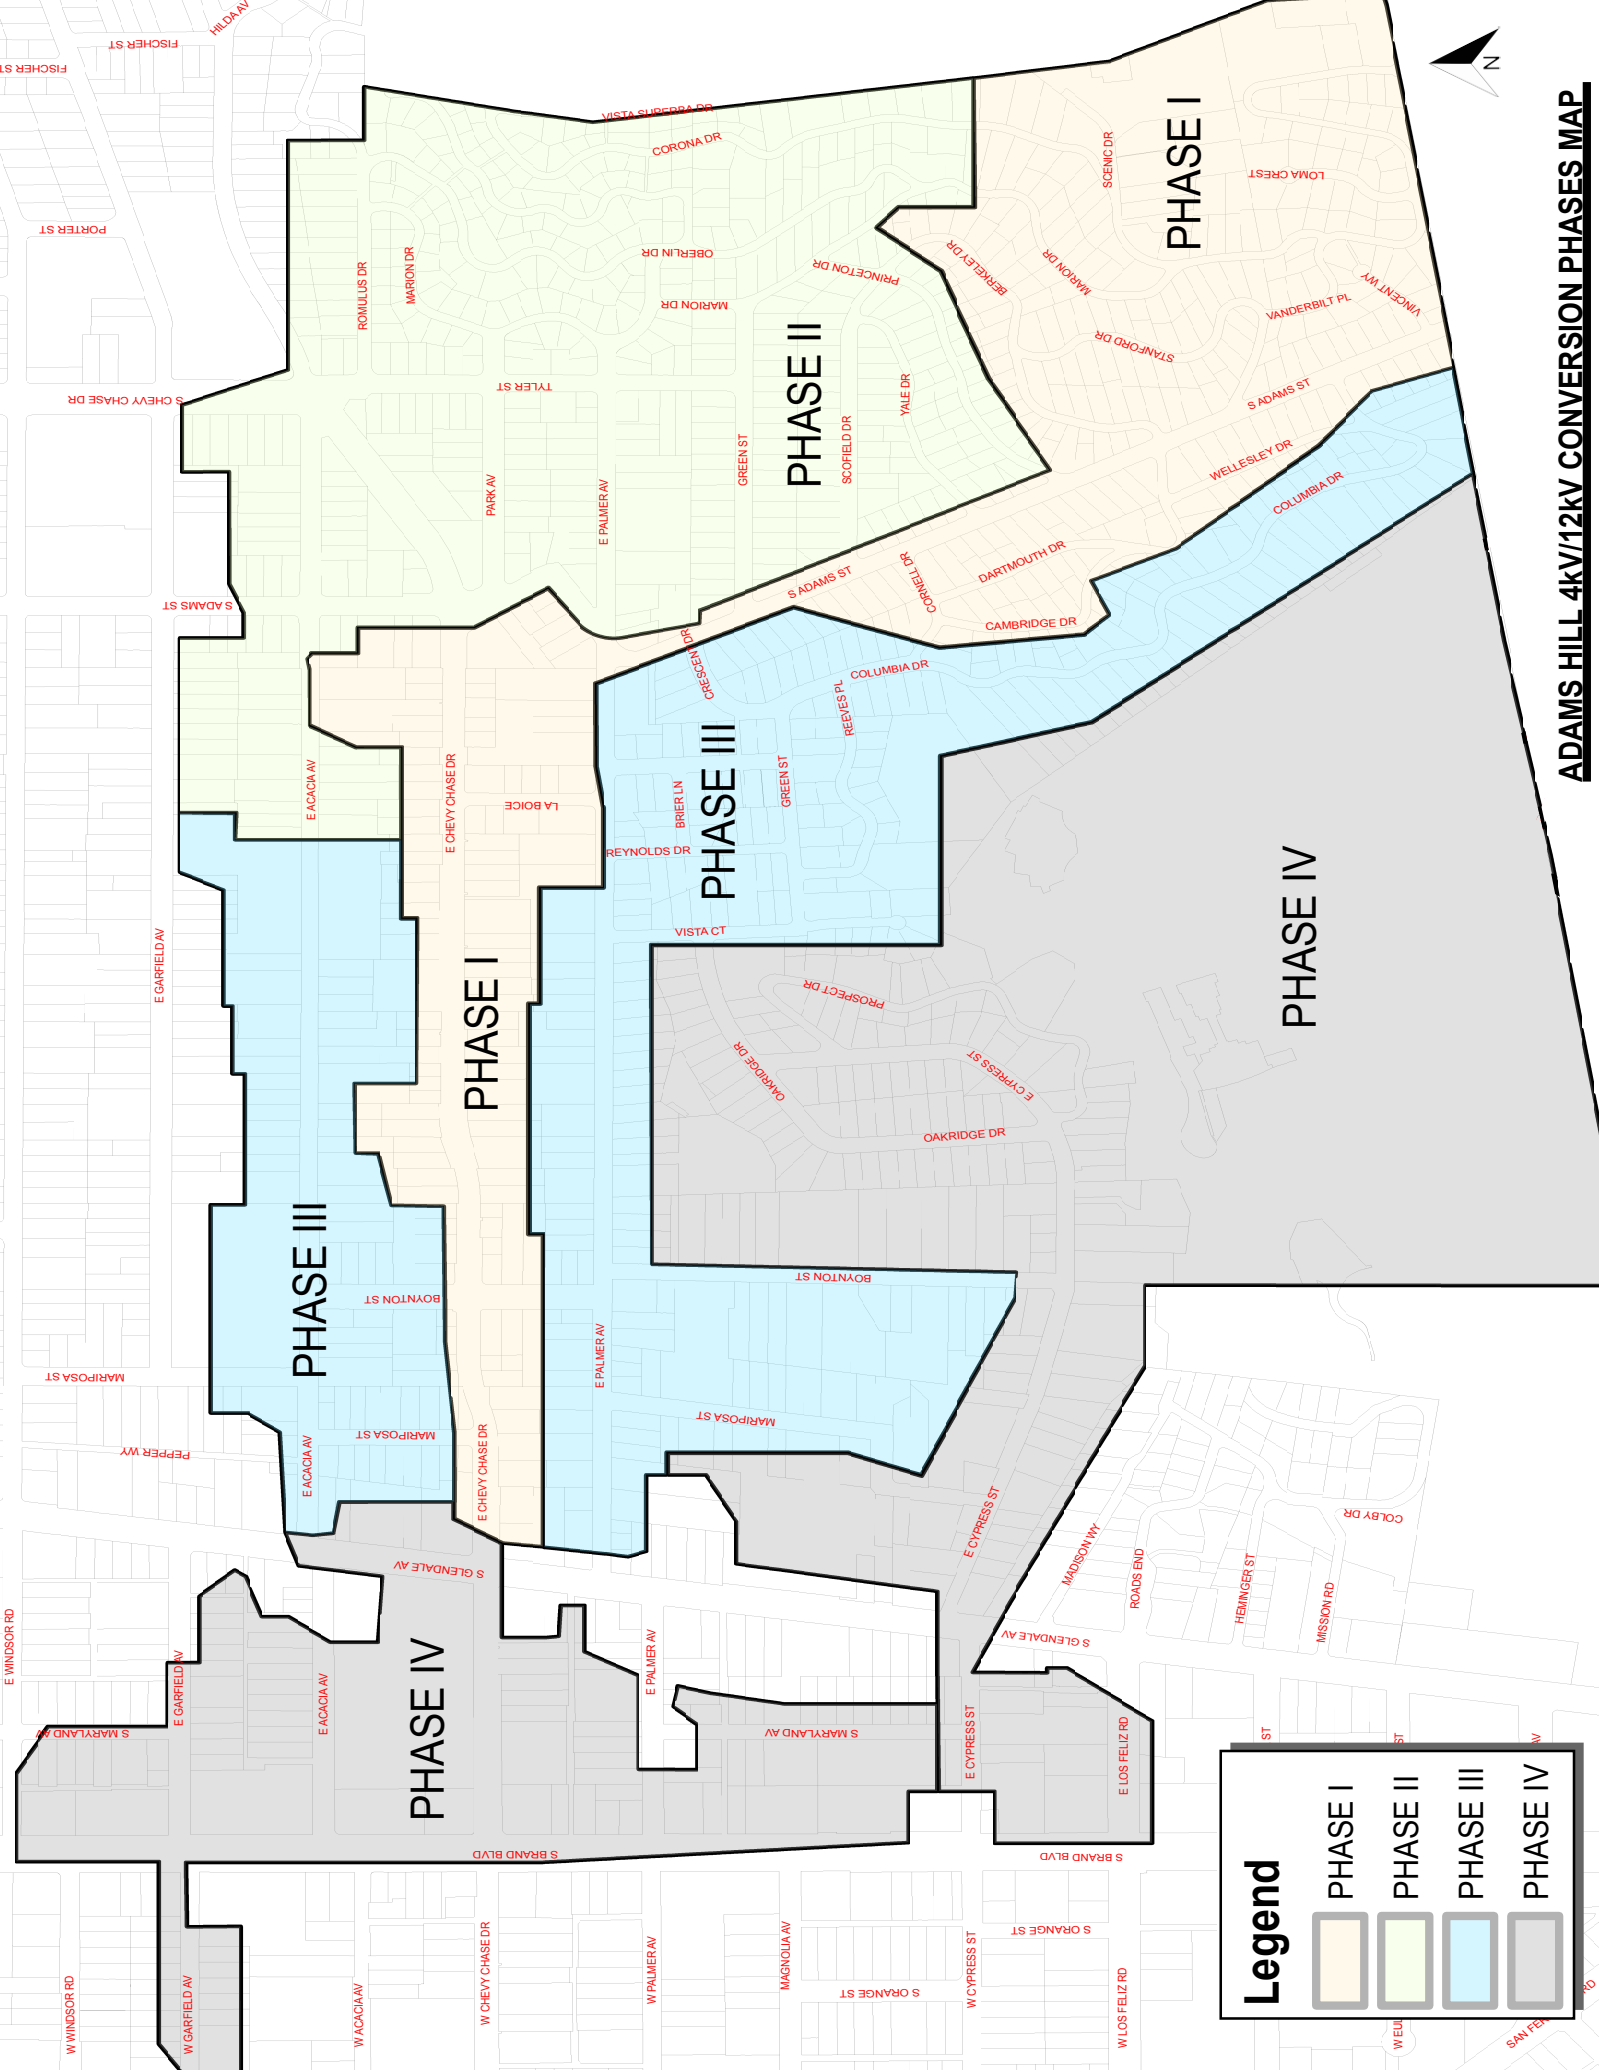 ADAMS HILL 4kV/12kV CONVERSION PHASES MAP
N
HILDA AV
FISCHER ST
FISCHER ST
PORTER ST
S CHEVY CHASE DR
S ADAMS ST
VISTA SUPERBA DR
CORONA DR
ROMULUS DR
MARION DR
OBERLIN DR
MARION DR
PRINCETON DR
TYLER ST
PARK AV
E PALMER AV
GREEN ST
PHASE II
SCOFIELD DR
YALE DR
SCENIC DR
PHASE I
LOMA CREST
BERKELEY DR
MARION DR
STANFORD DR
VANDERBILT PL
VINCENT WY
S ADAMS ST
WELLESLEY DR
COLUMBIA DR
S ADAMS ST
CORNELL DR
DARTMOUTH DR
CAMBRIDGE DR
CRESCENT DR
COLUMBIA DR
REEVES PL
E ACACIA AV
E CHEVY CHASE DR
LA BOICE
BRIER LN
PHASE III
GREEN ST
REYNOLDS DR
VISTA CT
E GARFIELD AV
PHASE I
PROSPECT DR
OAKRIDGE DR
E CYPRESS ST
OAKRIDGE DR
PHASE IV
PHASE III
BOYNTON ST
BOYNTON ST
MARIPOSA ST
PEPPER WY
E ACACIA AV
MARIPOSA ST
E CHEVY CHASE DR
E PALMER AV
MARIPOSA ST
E CYPRESS ST
MADISON WY
ROADS END
HEMINGER ST
MISSION RD
COLBY DR
S GLENDALE AV
S GLENDALE AV
E WINDSOR RD
E GARFIELD AV
S MARYLAND AV
E ACACIA AV
PHASE IV
E PALMER AV
S MARYLAND AV
E CYPRESS ST
E LOS FELIZ RD
S BRAND BLVD
S BRAND BLVD
ST
ST
AV
W WINDSOR RD
W GARFIELD AV
W ACACIA AV
W CHEVY CHASE DR
W PALMER AV
MAGNOLIA AV
S ORANGE ST
W CYPRESS ST
S ORANGE ST
W LOS FELIZ RD
W EUL
SAN FER
RD
Legend
PHASE I
PHASE II
PHASE III
PHASE IV